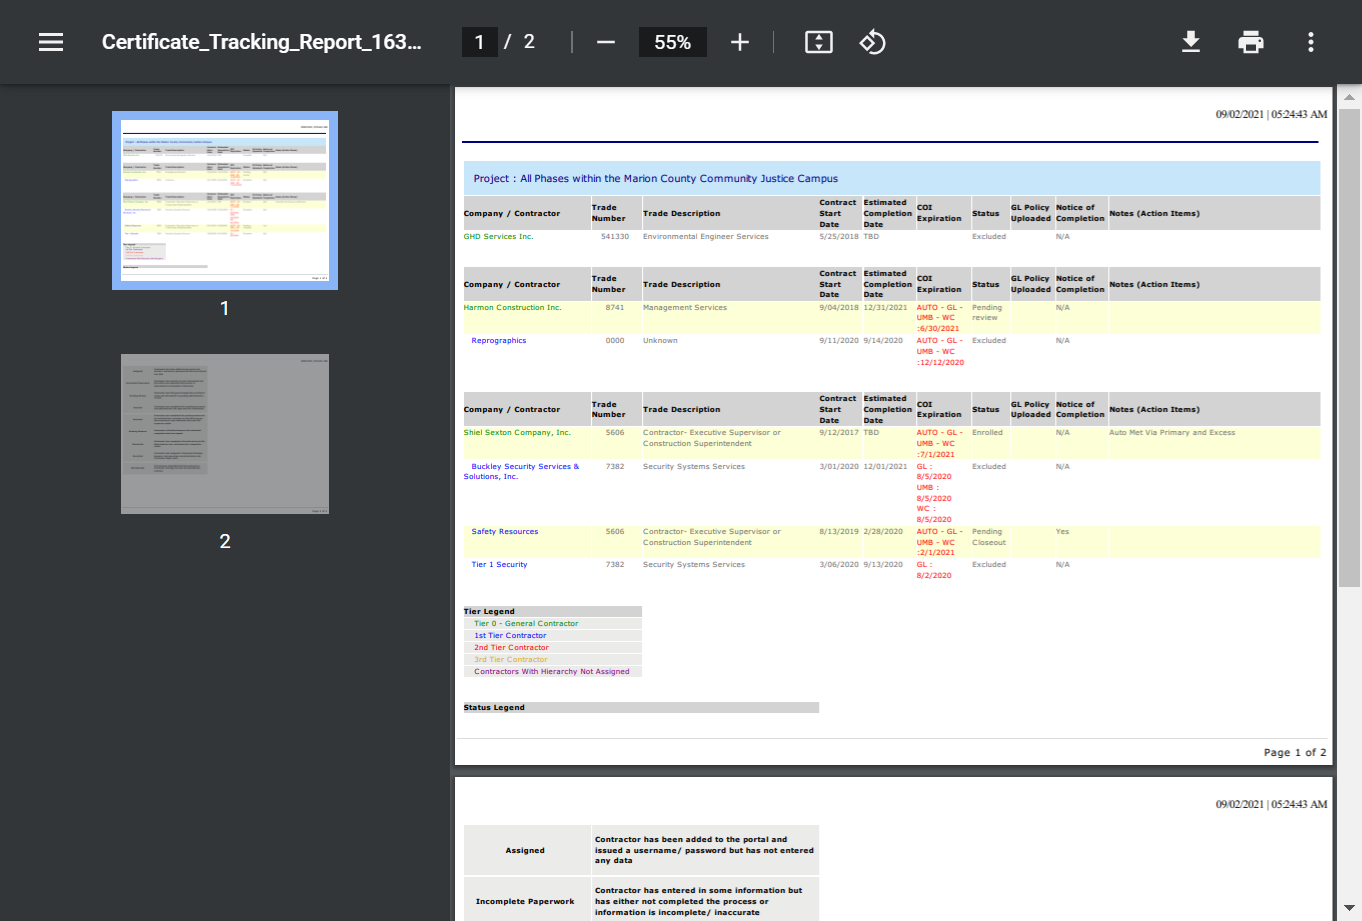 Certificate_Tracking_Report_163...
1 / 2
55%
1
2
09/02/2021 | 05:24:43 AM
Project : All Phases within the Marion County Community Justice Campus
Company / Contractor Trade Number Trade Description Contract Start Date Estimated Completion Date COI Expiration Status GL Policy Uploaded Notice of Completion Notes (Action Items)
GHD Services Inc. 541330 Environmental Engineer Services 5/25/2018 TBD Excluded N/A
Company / Contractor Trade Number Trade Description Contract Start Date Estimated Completion Date COI Expiration Status GL Policy Uploaded Notice of Completion Notes (Action Items)
Harmon Construction Inc. 8741 Management Services 9/04/2018 12/31/2021 AUTO - GL - UMB - WC :6/30/2021 Pending review N/A
Reprographics 0000 Unknown 9/11/2020 9/14/2020 AUTO - GL - UMB - WC :12/12/2020 Excluded N/A
Company / Contractor Trade Number Trade Description Contract Start Date Estimated Completion Date COI Expiration Status GL Policy Uploaded Notice of Completion Notes (Action Items)
Shiel Sexton Company, Inc. 5606 Contractor- Executive Supervisor or Construction Superintendent 9/12/2017 TBD AUTO - GL - UMB - WC :7/1/2021 Enrolled N/A Auto Met Via Primary and Excess
Buckley Security Services & Solutions, Inc. 7382 Security Systems Services 3/01/2020 12/01/2021 GL : 8/5/2020 UMB : 8/5/2020 WC : 8/5/2020 Excluded N/A
Safety Resources 5606 Contractor- Executive Supervisor or Construction Superintendent 8/13/2019 2/28/2020 AUTO - GL - UMB - WC :2/1/2021 Pending Closeout Yes
Tier 1 Security 7382 Security Systems Services 3/06/2020 9/13/2020 GL : 8/2/2020 Excluded N/A
Tier Legend
Tier 0 - General Contractor
1st Tier Contractor
2nd Tier Contractor
3rd Tier Contractor
Contractors With Hierarchy Not Assigned
Status Legend
Page 1 of 2
09/02/2021 | 05:24:43 AM
Assigned Contractor has been added to the portal and issued a username/ password but has not entered any data
Incomplete Paperwork Contractor has entered in some information but has either not completed the process or information is incomplete/ inaccurate